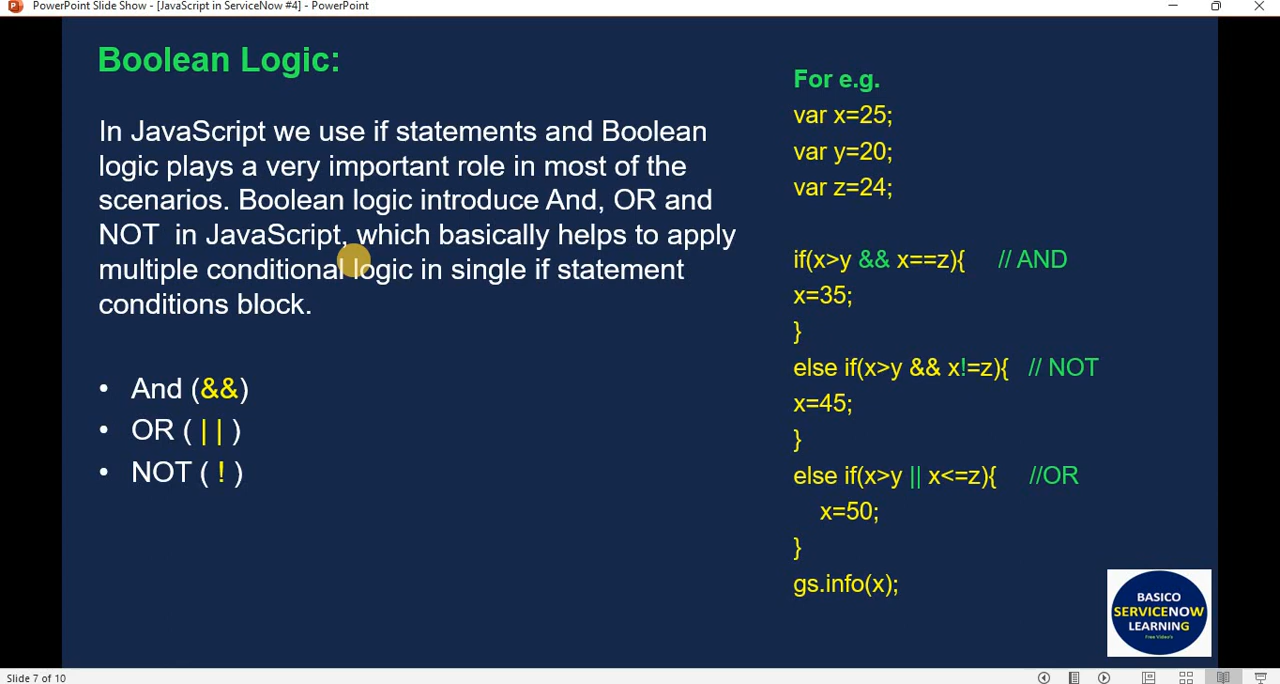 PowerPoint Slide Show - [JavaScript in ServiceNow #4] - PowerPoint
Boolean Logic:
In JavaScript we use if statements and Boolean
logic plays a very important role in most of the
scenarios. Boolean logic introduce And, OR and
NOT in JavaScript, which basically helps to apply
multiple conditional logic in single if statement
conditions block.
• And (&&)
• OR ( | | )
• NOT ( ! )
For e.g.
var x=25;
var y=20;
var z=24;
if(x>y && x==z){ // AND
x=35;
}
else if(x>y && x!=z){ // NOT
x=45;
}
else if(x>y || x<=z){ //OR
x=50;
}
gs.info(x);
BASICO
SERVICENOW
LEARNING
Free Video's
Slide 7 of 10